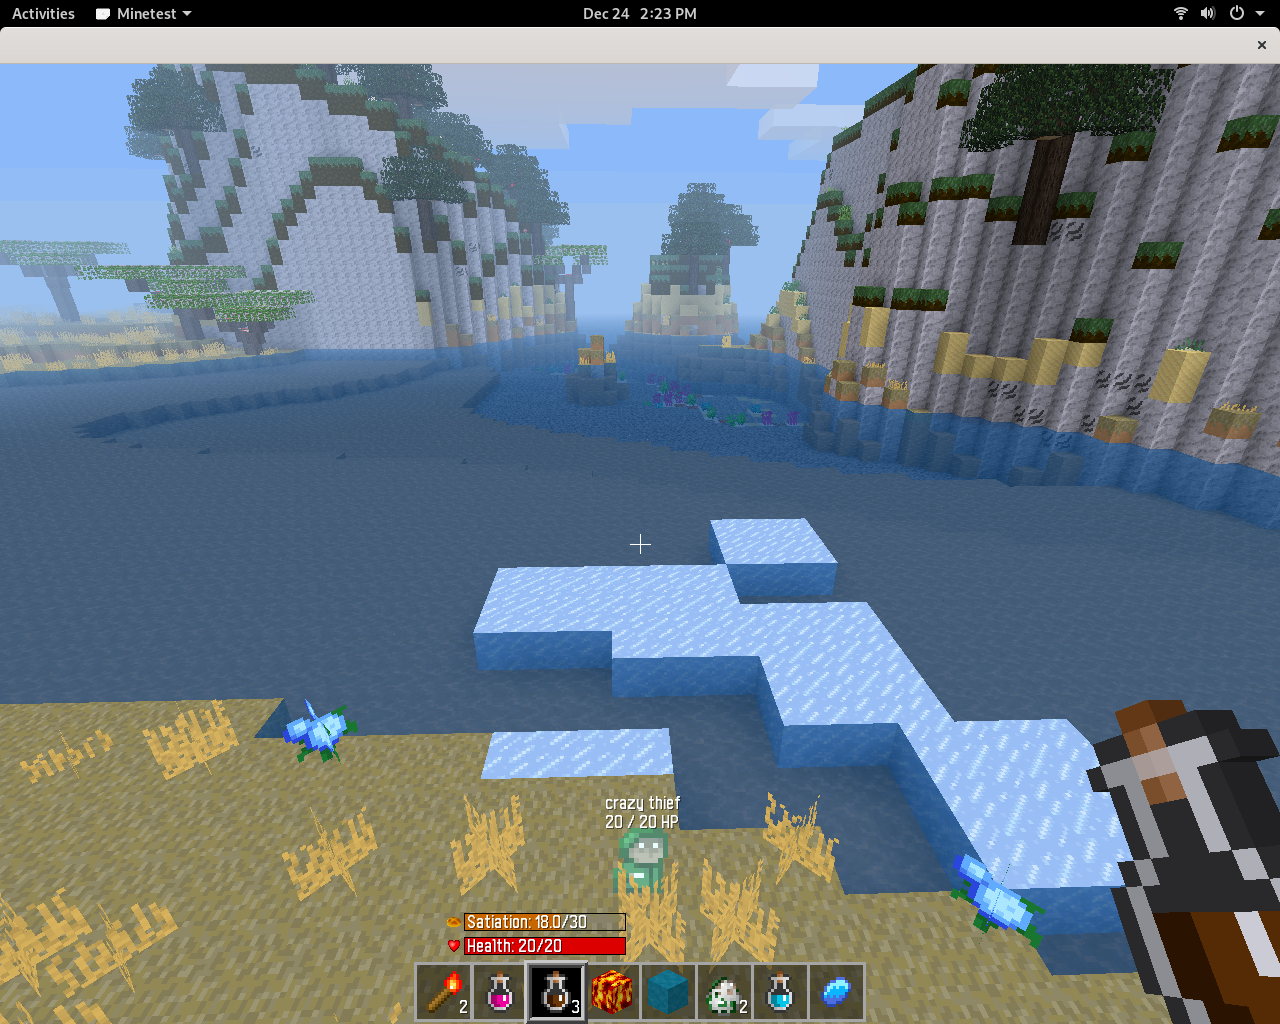 Activities Minestest Dec 24 2:23 PM
crazy thief
20 / 20 HP
Satiation: 18.0/30
Health: 20/20
2 3 2